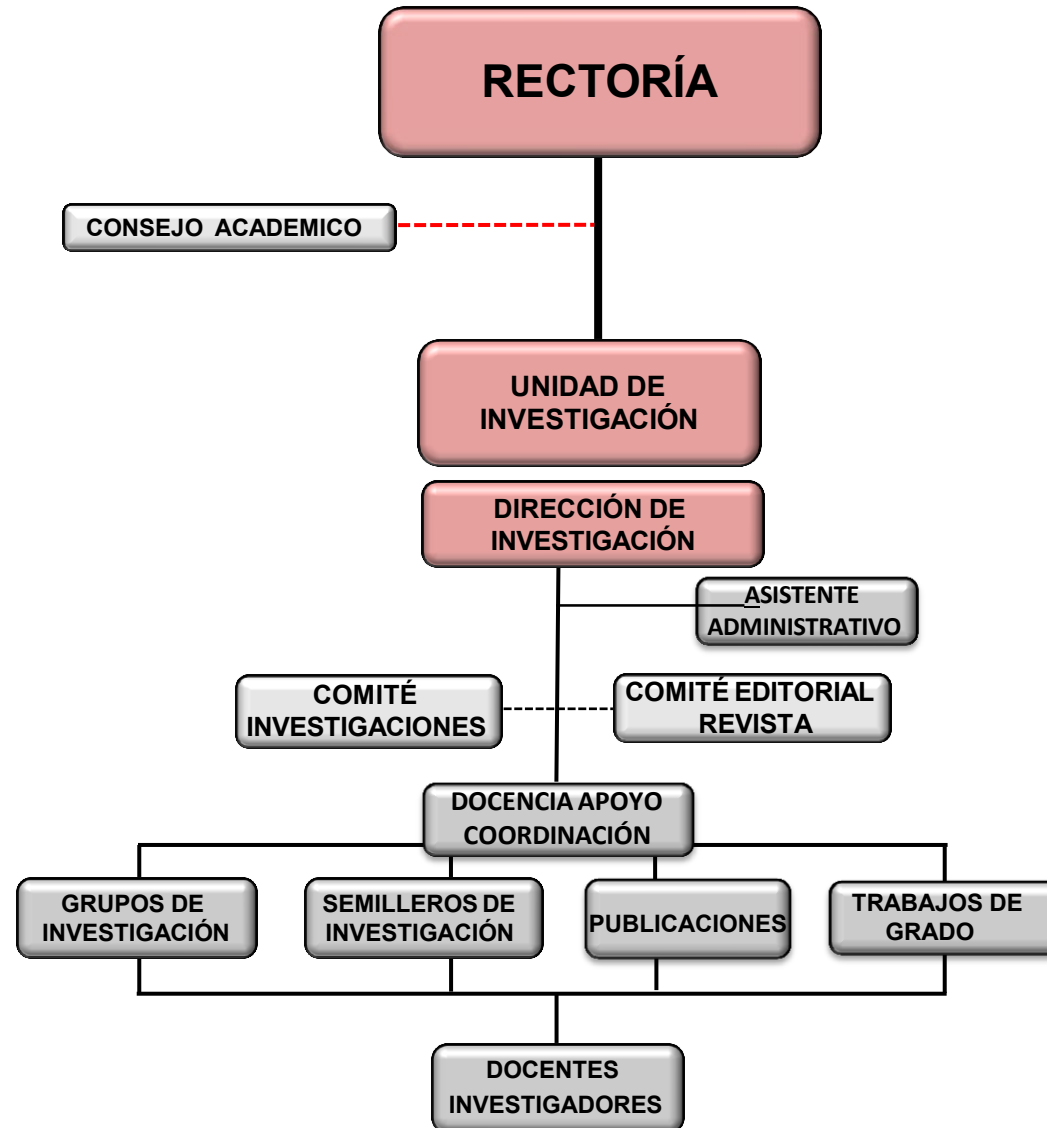 RECTORÍA
CONSEJO ACADEMICO
UNIDAD DE
INVESTIGACIÓN
DIRECCIÓN DE
INVESTIGACIÓN
ASISTENTE
ADMINISTRATIVO
COMITÉ
INVESTIGACIONES
COMITÉ EDITORIAL
REVISTA
DOCENCIA APOYO
COORDINACIÓN
GRUPOS DE
INVESTIGACIÓN
SEMILLEROS DE
INVESTIGACIÓN
PUBLICACIONES
TRABAJOS DE
GRADO
DOCENTES
INVESTIGADORES